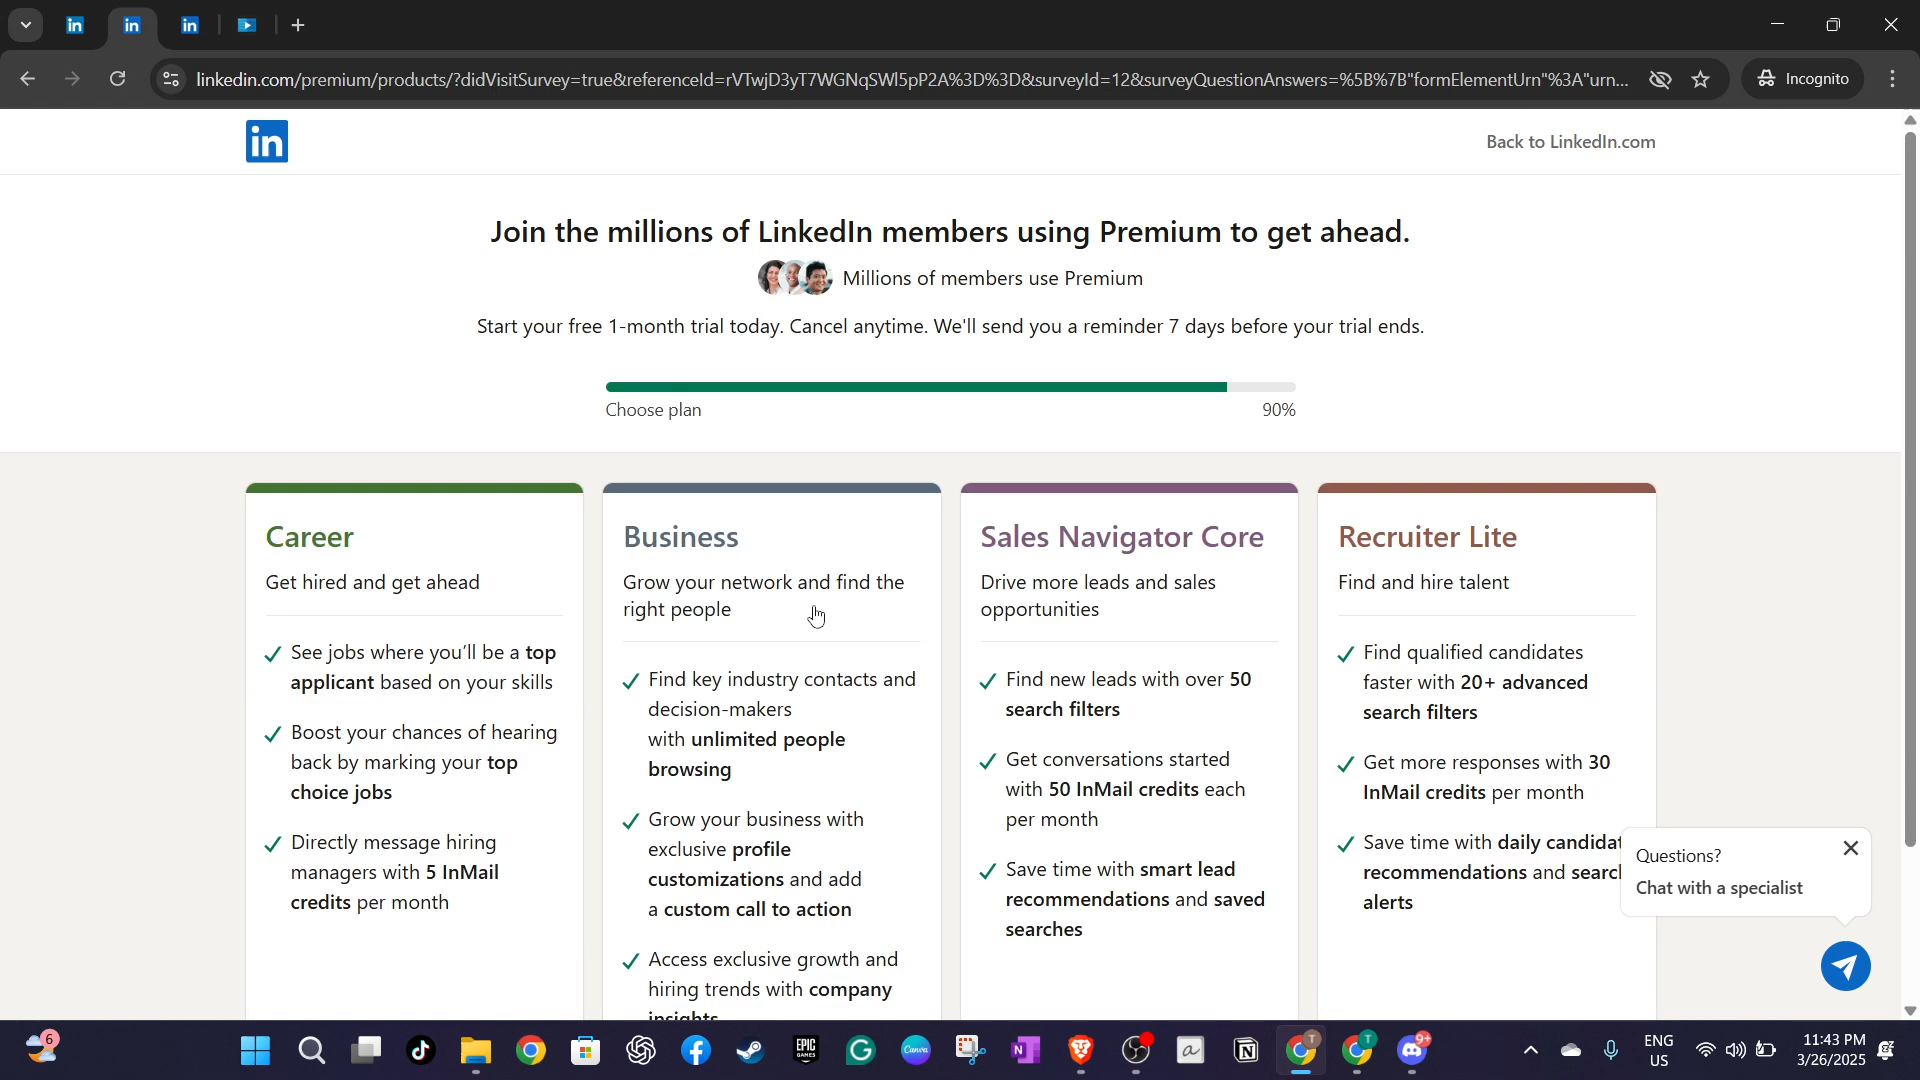 linkedin.com/premium/products/?didVisitSurvey=true&referenceId=rVTwjD3yT7WGNqSWl5pP2A%3D%3D&surveyId=12&surveyQuestionAnswers=%5B%7B"formElementUrn"%3A"urn...
Incognito
in
Back to LinkedIn.com
Join the millions of LinkedIn members using Premium to get ahead.
Millions of members use Premium
Start your free 1-month trial today. Cancel anytime. We'll send you a reminder 7 days before your trial ends.
Choose plan
90%
Career
Get hired and get ahead
See jobs where you'll be a top
applicant based on your skills
Boost your chances of hearing
back by marking your top
choice jobs
Directly message hiring
managers with 5 InMail
credits per month
Business
Grow your network and find the
right people
Find key industry contacts and
decision-makers
with unlimited people
browsing
Grow your business with
exclusive profile
customizations and add
a custom call to action
Access exclusive growth and
hiring trends with company
insights
Sales Navigator Core
Drive more leads and sales
opportunities
Find new leads with over 50
search filters
Get conversations started
with 50 InMail credits each
per month
Save time with smart lead
recommendations and saved
searches
Recruiter Lite
Find and hire talent
Find qualified candidates
faster with 20+ advanced
search filters
Get more responses with 30
InMail credits per month
Save time with daily candidat
recommendations and searc
alerts
Questions?
Chat with a specialist
6
EPIC
GAMES
Canva
9+
ENG
US
11:43 PM
3/26/2025